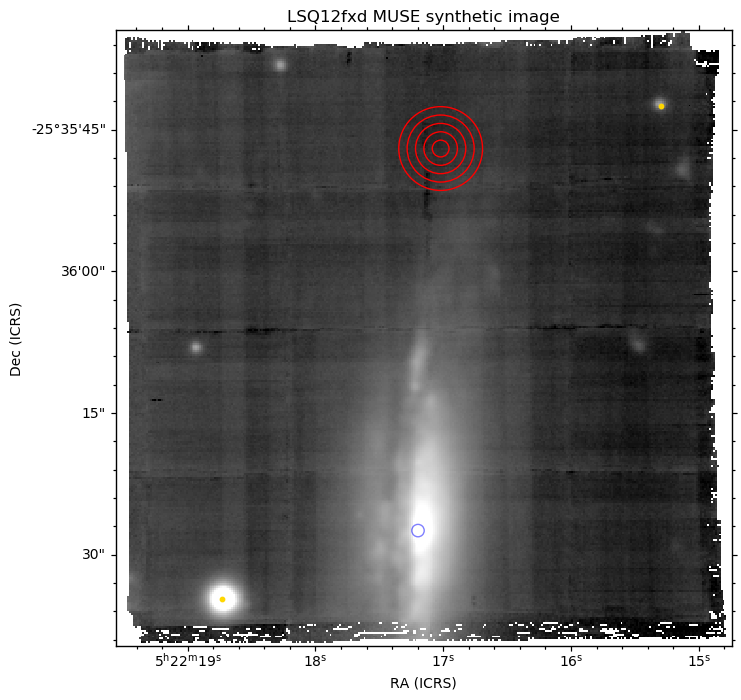 LSQ12fxd MUSE synthetic image
-25°35'45"
36'00"
15"
30"
5ʰ22ᵐ19ˢ 18ˢ 17ˢ 16ˢ 15ˢ
RA (ICRS)
Dec (ICRS)